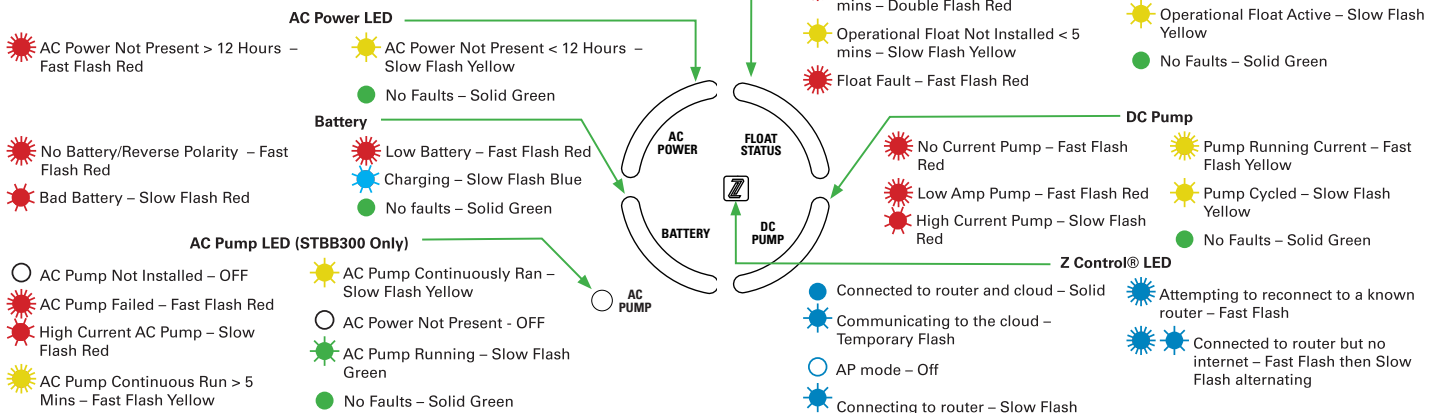 AC Power LED
AC Power Not Present > 12 Hours –
Fast Flash Red
AC Power Not Present < 12 Hours –
Slow Flash Yellow
No Faults – Solid Green
mins – Double Flash Red
Operational Float Not Installed < 5
mins – Slow Flash Yellow
Float Fault – Fast Flash Red
Operational Float Active – Slow Flash
Yellow
No Faults – Solid Green
Battery
No Battery/Reverse Polarity – Fast
Flash Red
Bad Battery – Slow Flash Red
Low Battery – Fast Flash Red
Charging – Slow Flash Blue
No faults – Solid Green
AC
POWER
FLOAT
STATUS
Z
BATTERY
DC
PUMP
DC Pump
No Current Pump – Fast Flash
Red
Low Amp Pump – Fast Flash Red
High Current Pump – Slow Flash
Red
Pump Running Current – Fast
Flash Yellow
Pump Cycled – Slow Flash
Yellow
No Faults – Solid Green
AC Pump LED (STBB300 Only)
AC Pump Not Installed – OFF
AC Pump Failed – Fast Flash Red
High Current AC Pump – Slow
Flash Red
AC Pump Continuous Run > 5
Mins – Fast Flash Yellow
AC Pump Continuously Ran –
Slow Flash Yellow
AC Power Not Present - OFF
AC Pump Running – Slow Flash
Green
No Faults – Solid Green
AC
PUMP
Z Control® LED
Connected to router and cloud – Solid
Communicating to the cloud –
Temporary Flash
AP mode – Off
Connecting to router – Slow Flash
Attempting to reconnect to a known
router – Fast Flash
Connected to router but no
internet – Fast Flash then Slow
Flash alternating